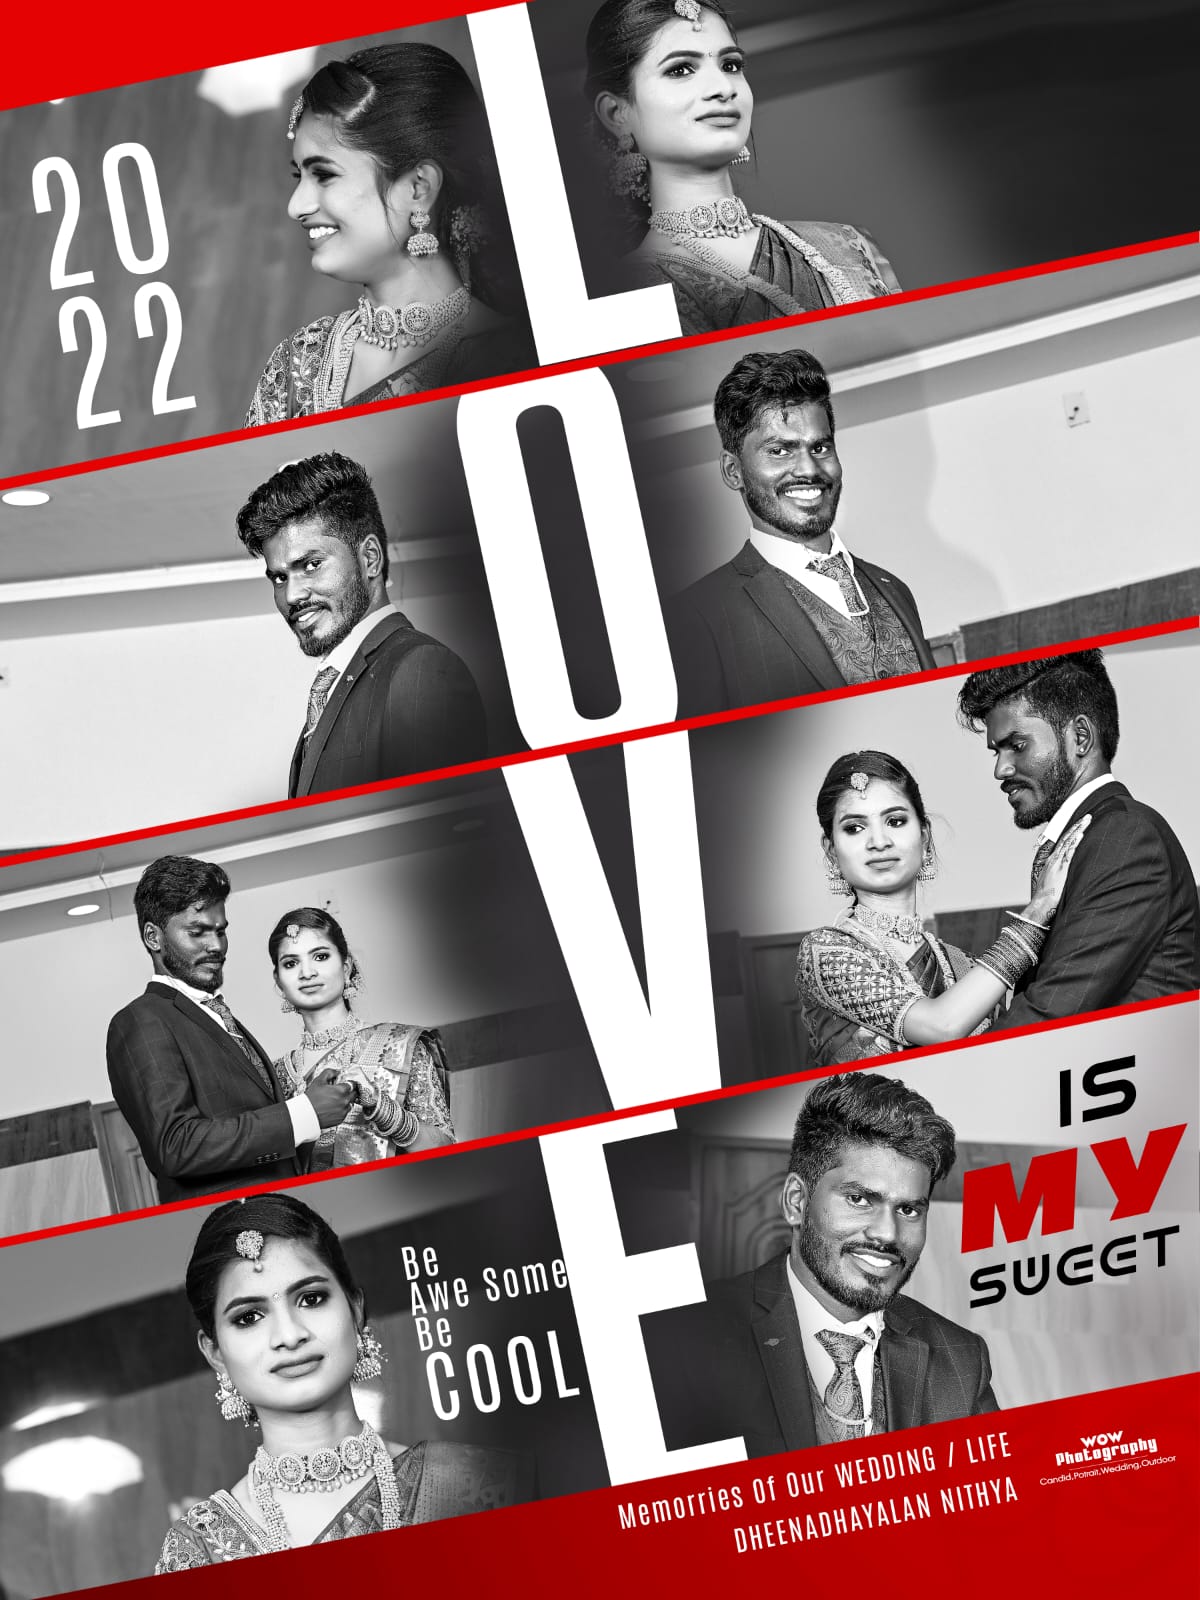 20
22
LOVE
IS
MY
SWEET
Be
Awe Some
Be
COOL
Memorries Of Our WEDDING / LIFE
DHEENADHAYALAN NITHYA
WOW
Photography
Candid,Potrait,Wedding,Outdoor